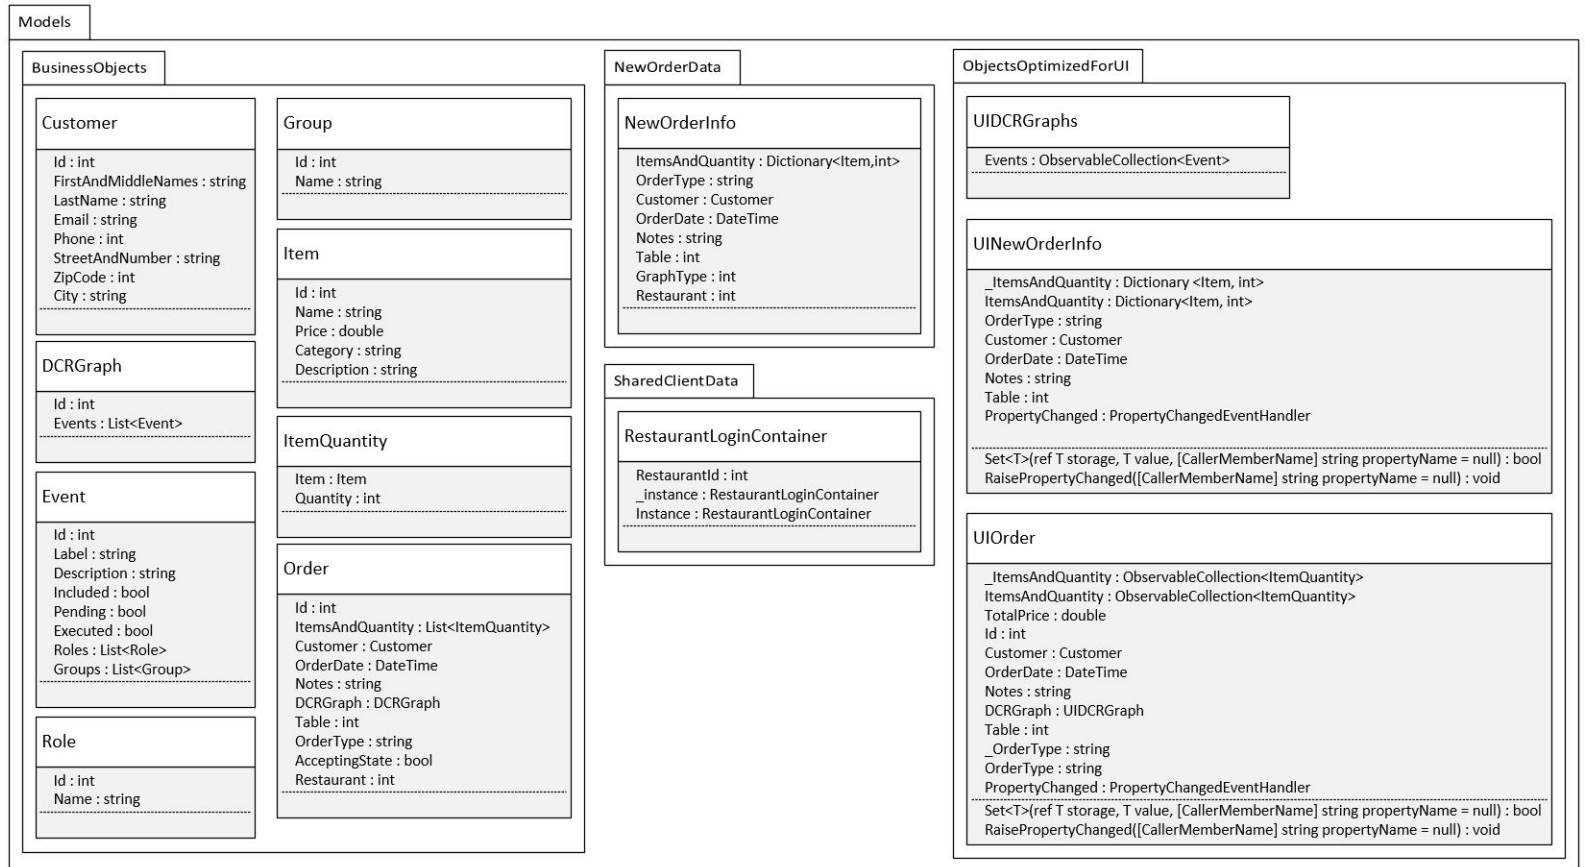 Models
BusinessObjects
Customer
Id : int
FirstAndMiddleNames : string
LastName : string
Email : string
Phone : int
StreetAndNumber : string
ZipCode : int
City : string
DCRGraph
Id : int
Events : List<Event>
Event
Id : int
Label : string
Description : string
Included : bool
Pending : bool
Executed : bool
Roles : List<Role>
Groups : List<Group>
Role
Id : int
Name : string
Group
Id : int
Name : string
Item
Id : int
Name : string
Price : double
Category : string
Description : string
ItemQuantity
Item : Item
Quantity : int
Order
Id : int
ItemsAndQuantity : List<ItemQuantity>
Customer : Customer
OrderDate : DateTime
Notes : string
DCRGraph : DCRGraph
Table : int
OrderType : string
AcceptingState : bool
Restaurant : int
NewOrderData
NewOrderInfo
ItemsAndQuantity : Dictionary<Item,int>
OrderType : string
Customer : Customer
OrderDate : DateTime
Notes : string
Table : int
GraphType : int
Restaurant : int
SharedClientData
RestaurantLoginContainer
RestaurantId : int
_instance : RestaurantLoginContainer
Instance : RestaurantLoginContainer
ObjectsOptimizedForUI
UIDCRGraphs
Events : ObservableCollection<Event>
UINewOrderInfo
_ItemsAndQuantity : Dictionary <Item, int>
ItemsAndQuantity : Dictionary<Item, int>
OrderType : string
Customer : Customer
OrderDate : DateTime
Notes : string
Table : int
PropertyChanged : PropertyChangedEventHandler
Set<T>(ref T storage, T value, [CallerMemberName] string propertyName = null) : bool
RaisePropertyChanged([CallerMemberName] string propertyName = null) : void
UIOrder
_ItemsAndQuantity : ObservableCollection<ItemQuantity>
ItemsAndQuantity : ObservableCollection<ItemQuantity>
TotalPrice : double
Id : int
Customer : Customer
OrderDate : DateTime
Notes : string
DCRGraph : UIDCRGraph
Table : int
_OrderType : string
OrderType : string
PropertyChanged : PropertyChangedEventHandler
Set<T>(ref T storage, T value, [CallerMemberName] string propertyName = null) : bool
RaisePropertyChanged([CallerMemberName] string propertyName = null) : void